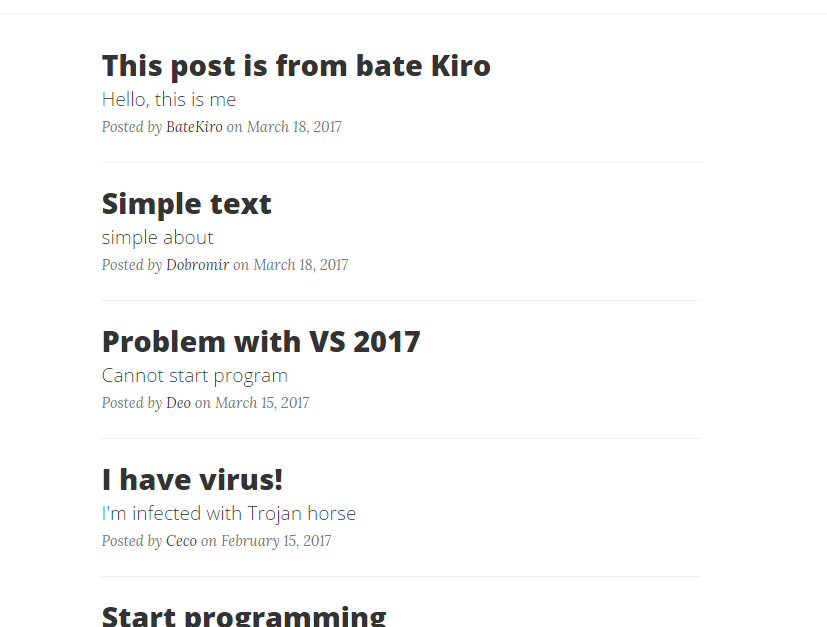 This post is from bate Kiro
Hello, this is me
Posted by BateKiro on March 18, 2017
Simple text
simple about
Posted by Dobromir on March 18, 2017
Problem with VS 2017
Cannot start program
Posted by Deo on March 15, 2017
I have virus!
I'm infected with Trojan horse
Posted by Ceco on February 15, 2017
Start programming